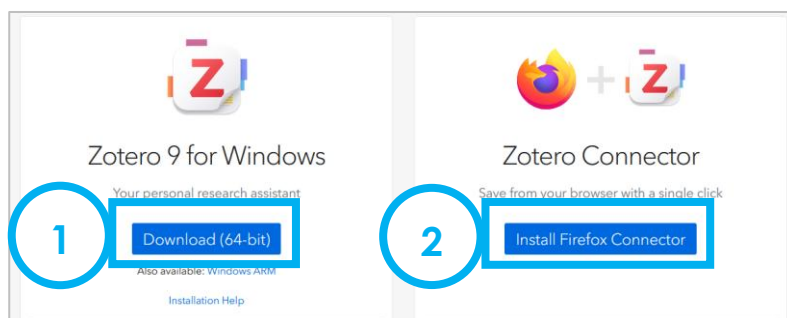 Z
Zotero 9 for Windows
Your personal research assistant
1
Download (64-bit)
Also available: Windows ARM
Installation Help
Z
Zotero Connector
Save from your browser with a single click
2
Install Firefox Connector